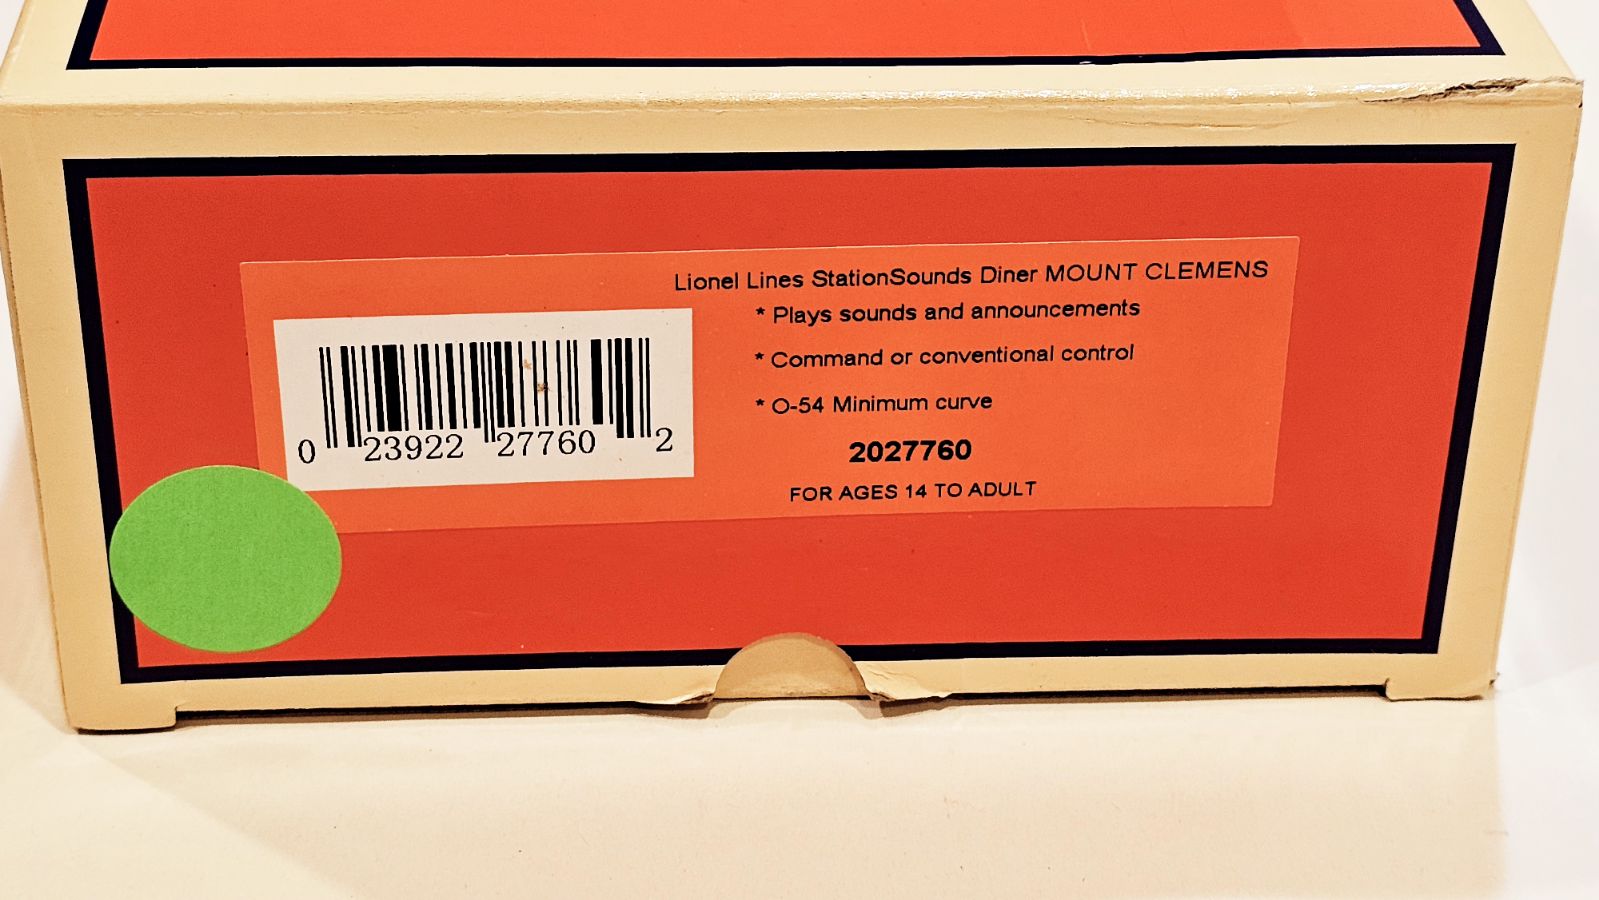 Lionel Lines StationSounds Diner MOUNT CLEMENS
* Plays sounds and announcements
* Command or conventional control
* O-54 Minimum curve
2027760
FOR AGES 14 TO ADULT
0 23922 27760 2